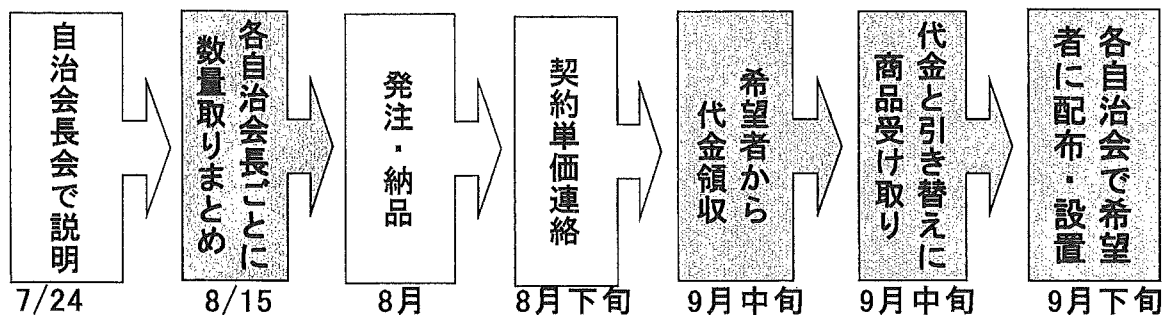 自治会長会で説明
7/24
各自治会長ごとに
数量取りまとめ
8/15
発注・納品
8月
契約単価連絡
8月下旬
希望者から
代金領収
9月中旬
代金と引き替えに
商品受け取り
9月中旬
各自治会で希望
者に配布・設置
9月下旬